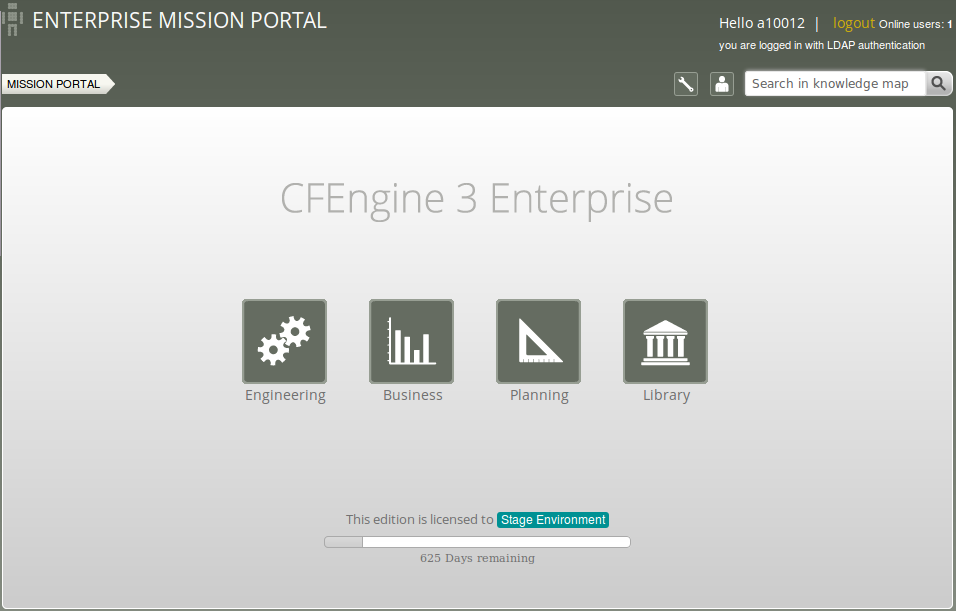 ENTERPRISE MISSION PORTAL
Hello a10012 | logout Online users: 1
you are logged in with LDAP authentication
MISSION PORTAL
Search in knowledge map
CFEngine 3 Enterprise
Engineering Business Planning Library
This edition is licensed to Stage Environment
625 Days remaining